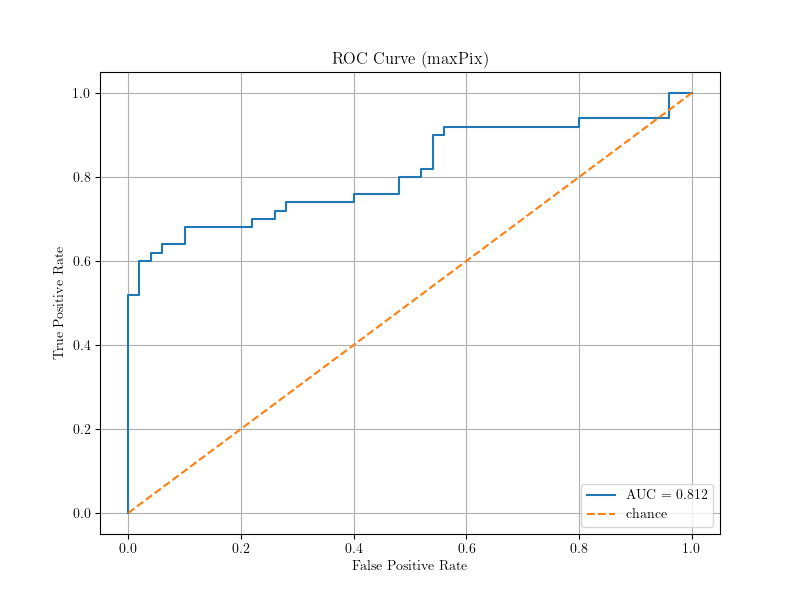 ROC Curve (maxPix)
1.0
0.8
0.6
0.4
0.2
0.0
True Positive Rate
AUC = 0.812
chance
0.0 0.2 0.4 0.6 0.8 1.0
False Positive Rate